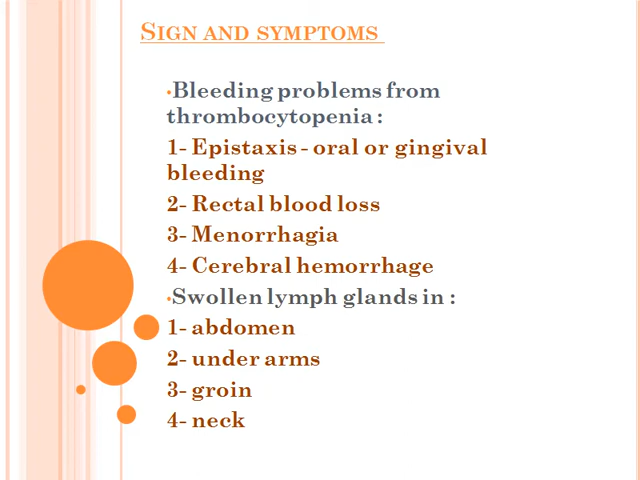 SIGN AND SYMPTOMS
•Bleeding problems from
thrombocytopenia :
1- Epistaxis - oral or gingival
bleeding
2- Rectal blood loss
3- Menorrhagia
4- Cerebral hemorrhage
•Swollen lymph glands in :
1- abdomen
2- under arms
3- groin
4- neck